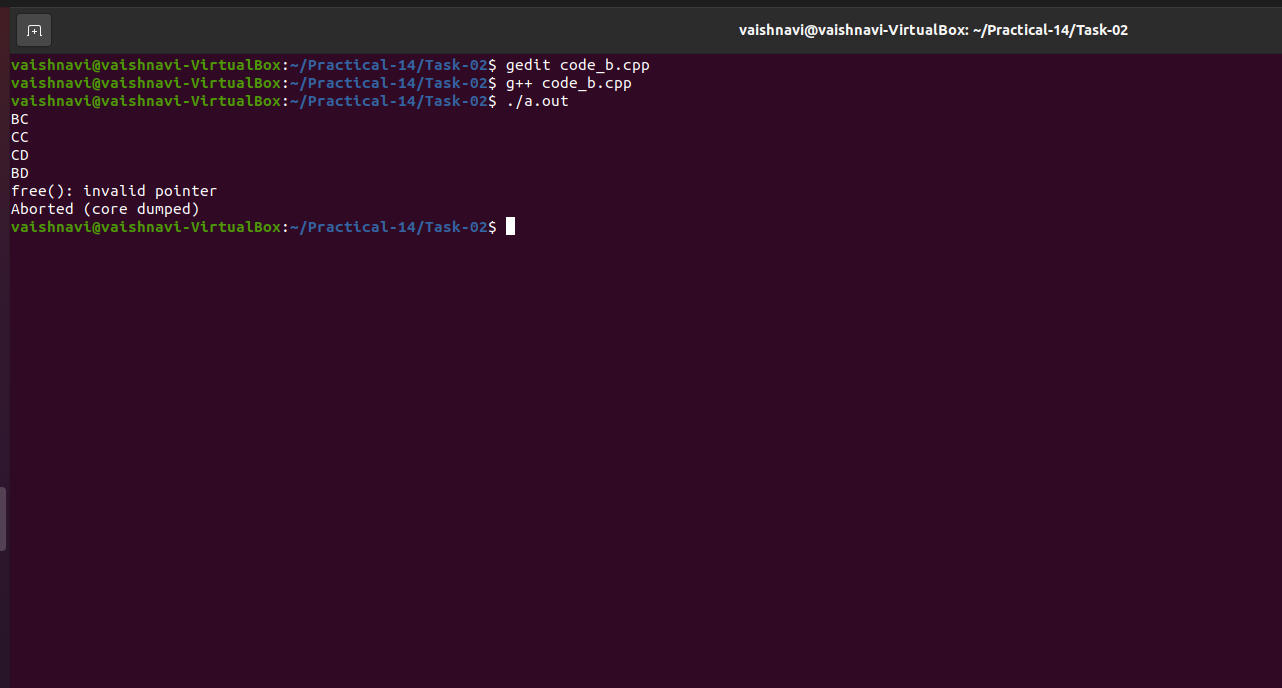 vaishnavi@vaishnavi-VirtualBox: ~/Practical-14/Task-02
vaishnavi@vaishnavi-VirtualBox:~/Practical-14/Task-02$ gedit code_b.cpp
vaishnavi@vaishnavi-VirtualBox:~/Practical-14/Task-02$ g++ code_b.cpp
vaishnavi@vaishnavi-VirtualBox:~/Practical-14/Task-02$ ./a.out
BC
CC
CD
BD
free(): invalid pointer
Aborted (core dumped)
vaishnavi@vaishnavi-VirtualBox:~/Practical-14/Task-02$